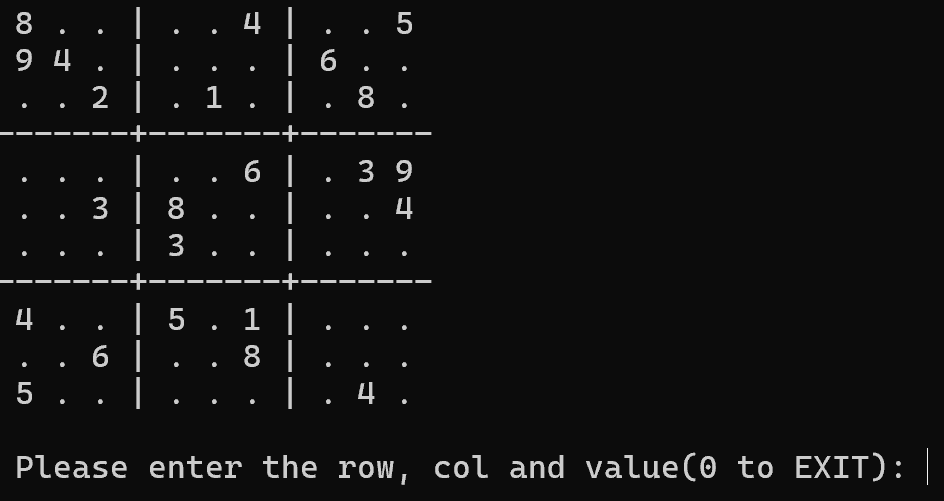 8 . . | . . 4 | . . 5
9 4 . | . . . | 6 . .
. . 2 | . 1 . | . 8 .
-------+-------+-------
. . . | . . 6 | . 3 9
. . 3 | 8 . . | . . 4
. . . | 3 . . | . . .
-------+-------+-------
4 . . | 5 . 1 | . . .
. . 6 | . . 8 | . . .
5 . . | . . . | . 4 .
Please enter the row, col and value(0 to EXIT):